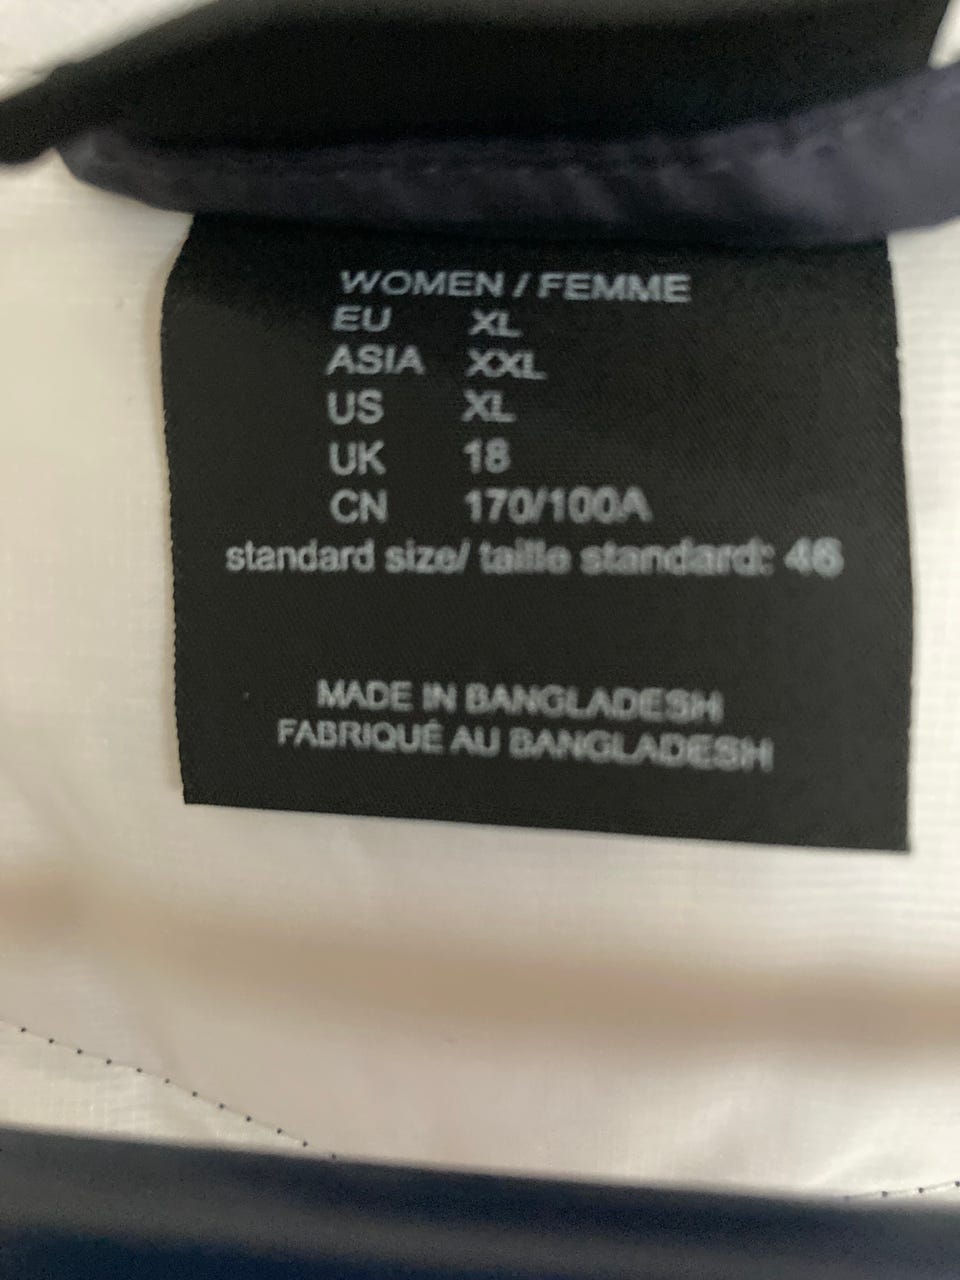 WOMEN / FEMME
EU XL
ASIA XXL
US XL
UK 18
CN 170/100A
standard size/ taille standard: 46
MADE IN BANGLADESH
FABRIQUÉ AU BANGLADESH